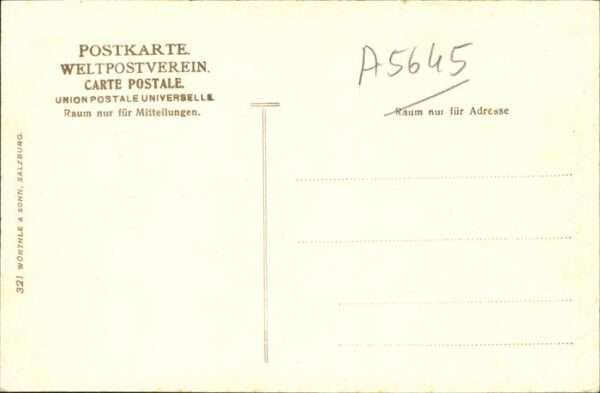 POSTKARTE.
WELTPOSTVEREIN.
CARTE POSTALE.
UNION POSTALE UNIVERSELLE.
Raum nur für Mitteilungen.
A5645
Raum nur für Adresse
321 WÖRTHLE & SOHN, SALZBURG.